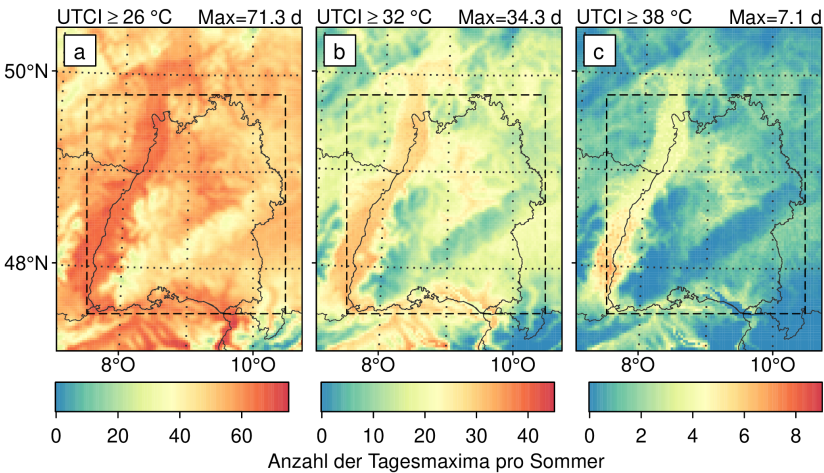 UTCI ≥ 26 °C Max=71.3 d UTCI ≥ 32 °C Max=34.3 d UTCI ≥ 38 °C Max=7.1 d
a b c
50°N
48°N
8°O 10°O 8°O 10°O 8°O 10°O
0 20 40 60 0 10 20 30 40 0 2 4 6 8
Anzahl der Tagesmaxima pro Sommer